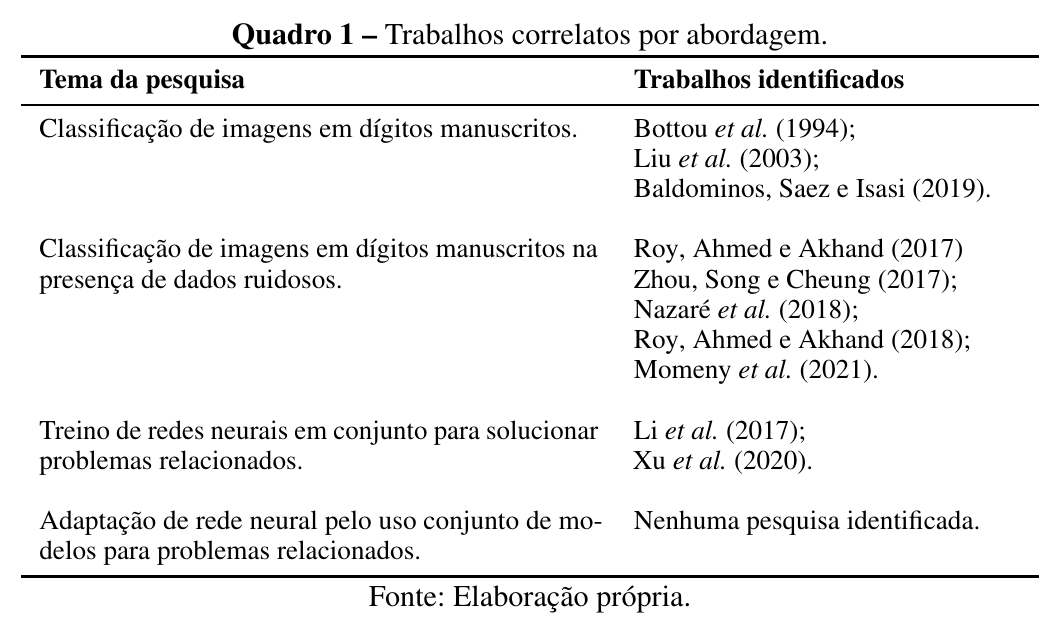 Quadro 1 – Trabalhos correlatos por abordagem.
Tema da pesquisa
Trabalhos identificados
Classificação de imagens em dígitos manuscritos.
Bottou et al. (1994);
Liu et al. (2003);
Baldominos, Saez e Isasi (2019).
Classificação de imagens em dígitos manuscritos na
presença de dados ruidosos.
Roy, Ahmed e Akhand (2017)
Zhou, Song e Cheung (2017);
Nazaré et al. (2018);
Roy, Ahmed e Akhand (2018);
Momeny et al. (2021).
Treino de redes neurais em conjunto para solucionar
problemas relacionados.
Li et al. (2017);
Xu et al. (2020).
Adaptação de rede neural pelo uso conjunto de mo-
delos para problemas relacionados.
Nenhuma pesquisa identificada.
Fonte: Elaboração própria.